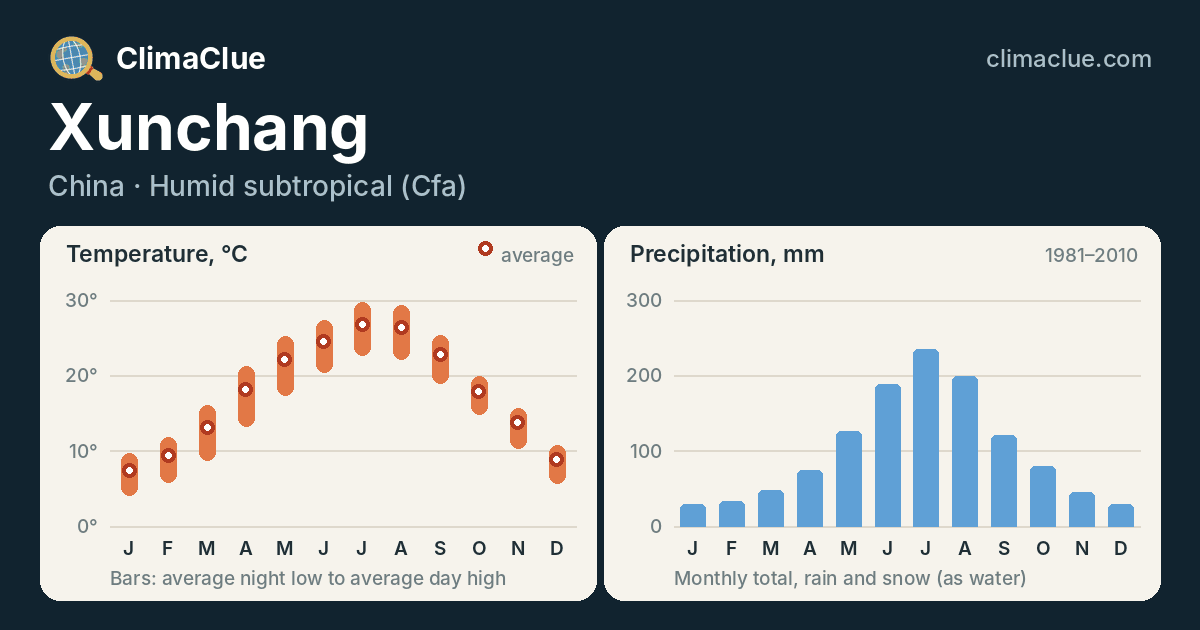 ClimaClue
climaclue.com
Xunchang
China · Humid subtropical (Cfa)
Temperature, °C
average
30°
20°
10°
0°
J F M A M J J A S O N D
Bars: average night low to average day high
Precipitation, mm
1981–2010
300
200
100
0
J F M A M J J A S O N D
Monthly total, rain and snow (as water)